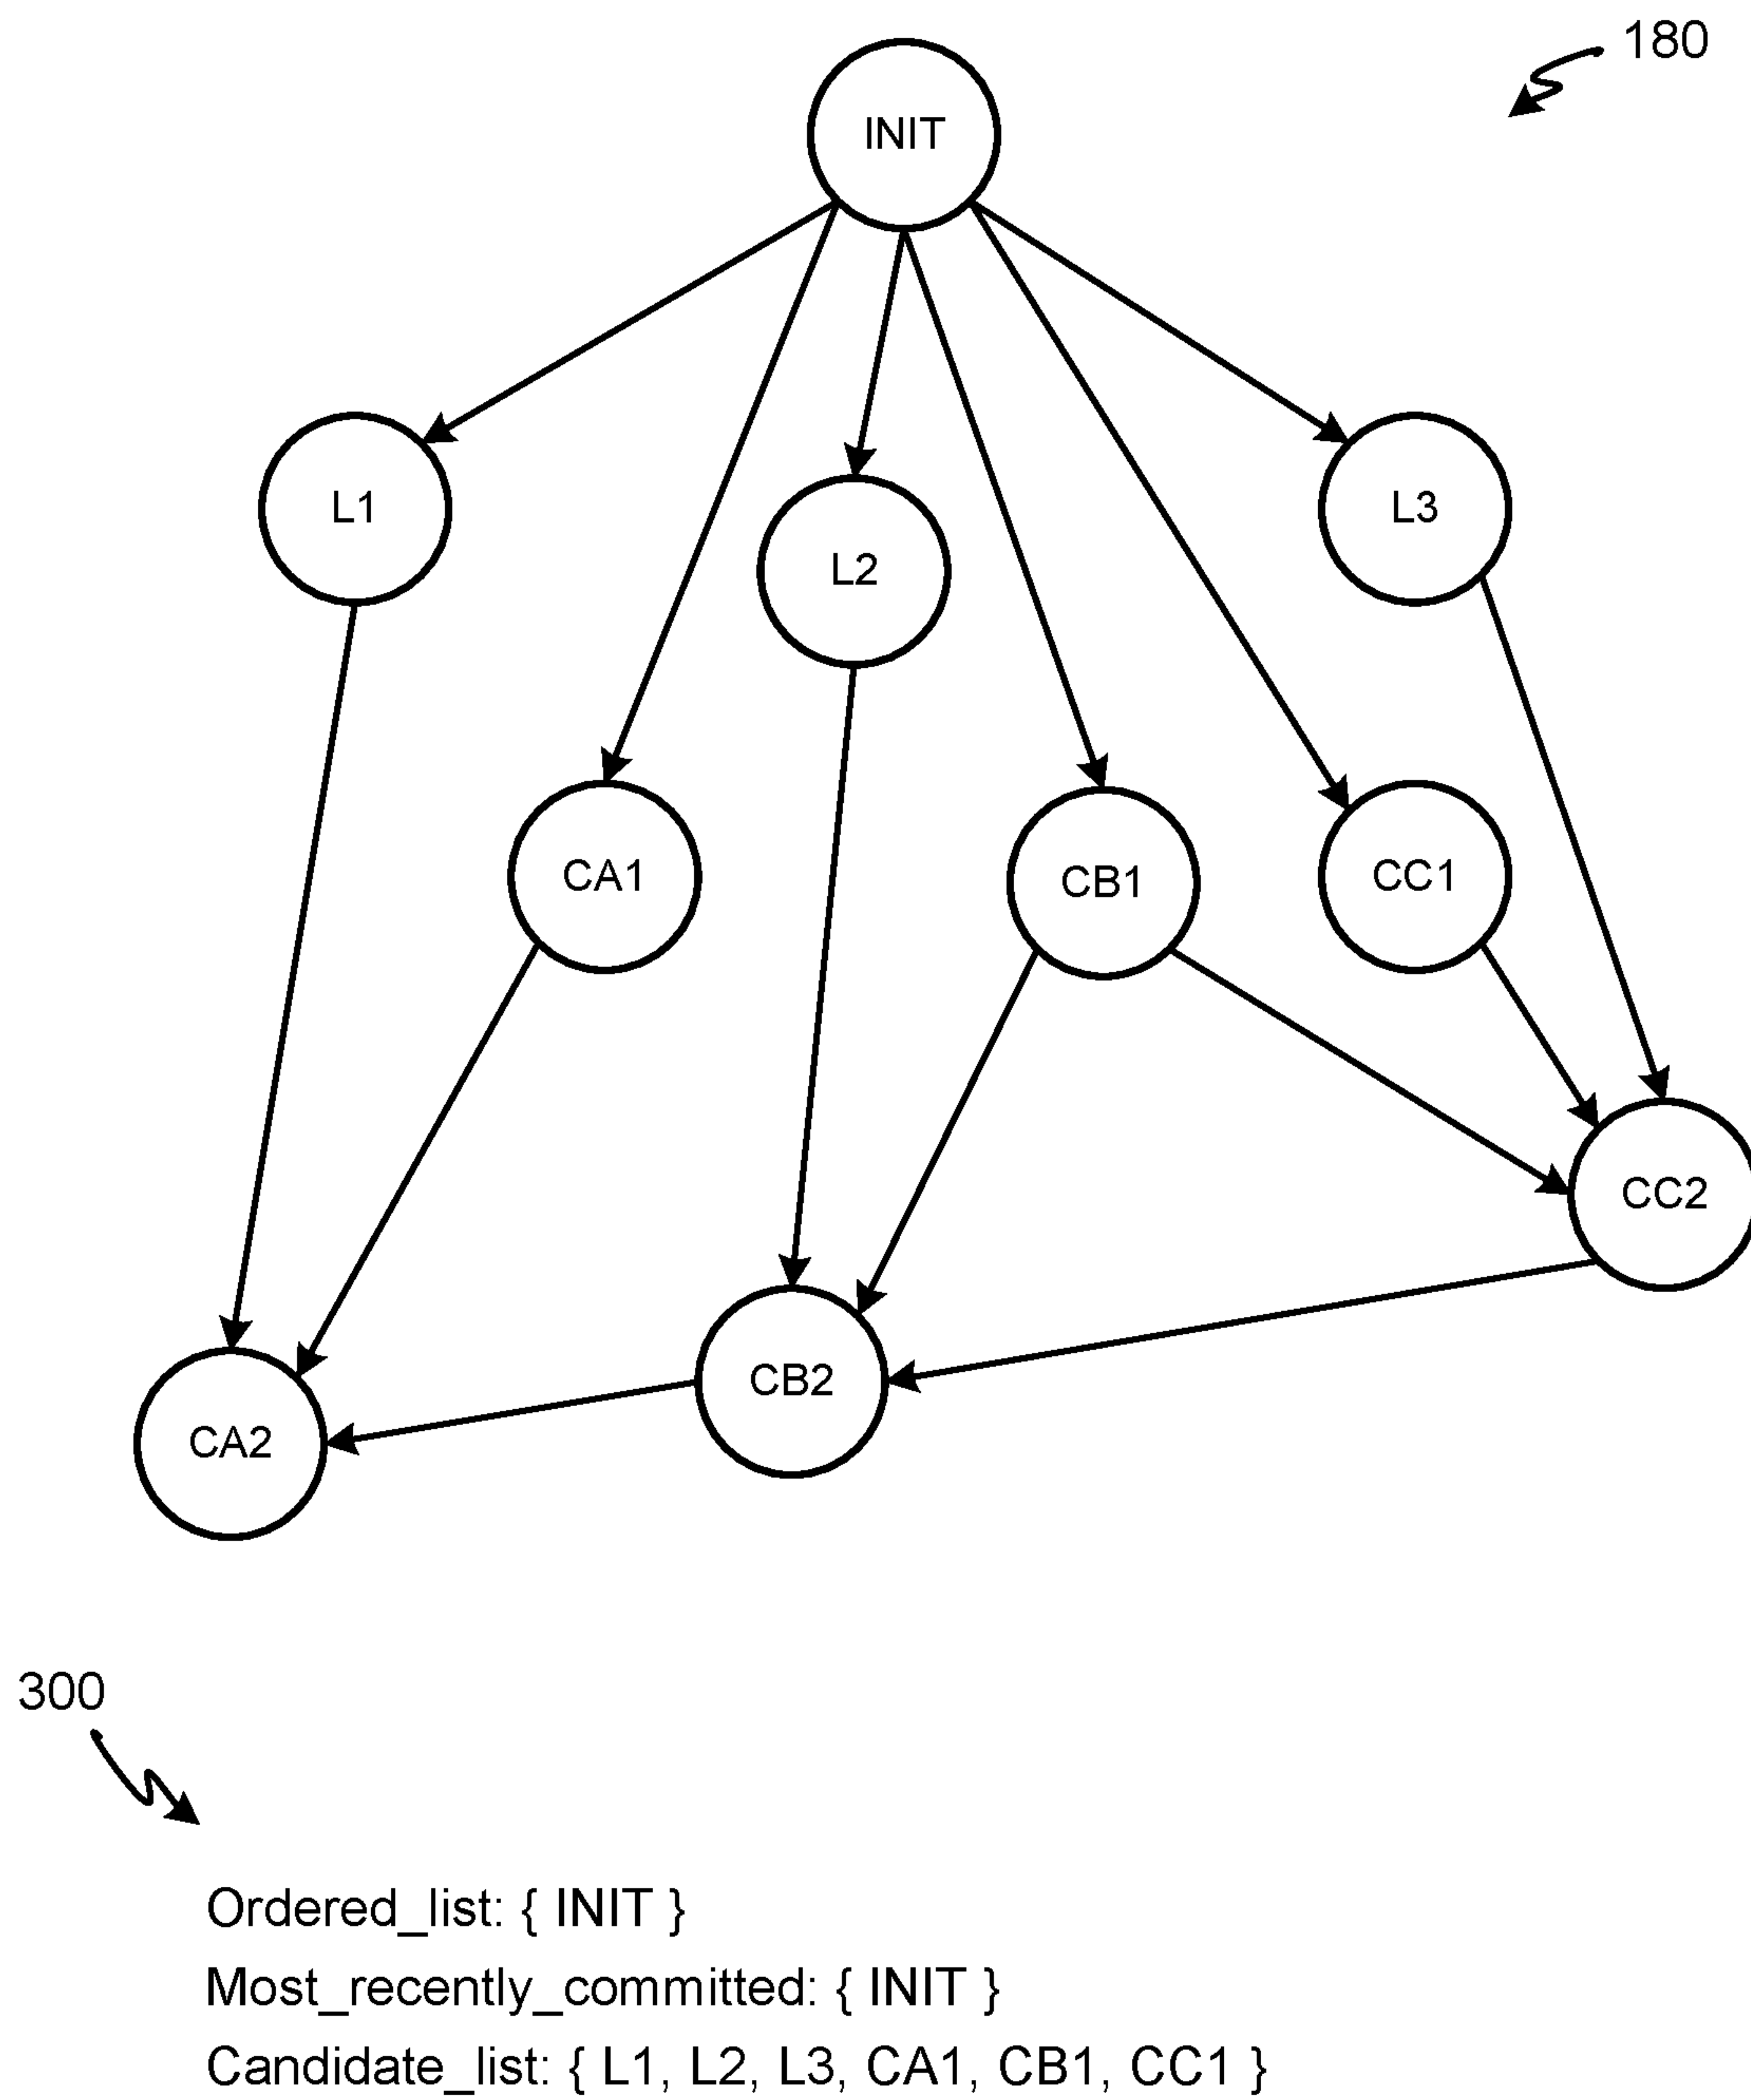 180
INIT
L1
L3
L2
CA1
CB1
CC1
CC2
CB2
CA2
300
Ordered_list: { INIT }
Most_recently_committed: { INIT }
Candidate_list: { L1, L2, L3, CA1, CB1, CC1 }